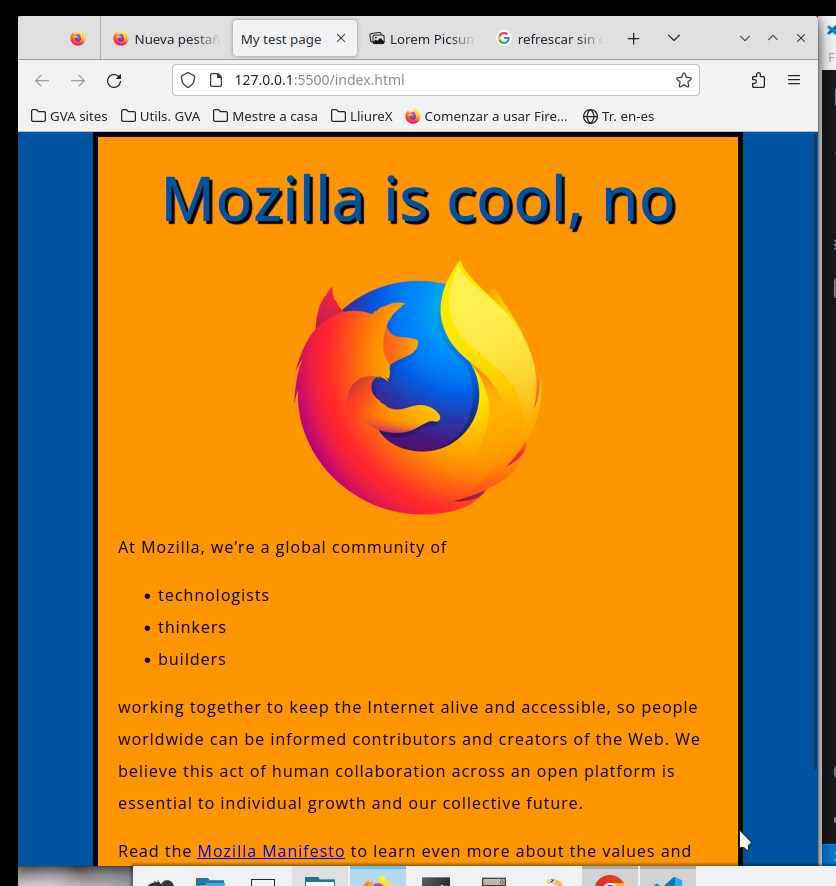 Nueva pestañ
My test page
Lorem Picsum
refrescar sin c
127.0.0.1:5500/index.html
GVA sites
Utils. GVA
Mestre a casa
LliureX
Comenzar a usar Fire...
Tr. en-es
F
Mozilla is cool, no
At Mozilla, we’re a global community of
• technologists
• thinkers
• builders
working together to keep the Internet alive and accessible, so people
worldwide can be informed contributors and creators of the Web. We
believe this act of human collaboration across an open platform is
essential to individual growth and our collective future.
Read the Mozilla Manifesto to learn even more about the values and